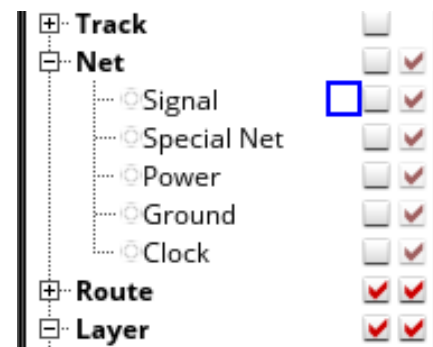 Track
Net
Signal
Special Net
Power
Ground
Clock
Route
Layer